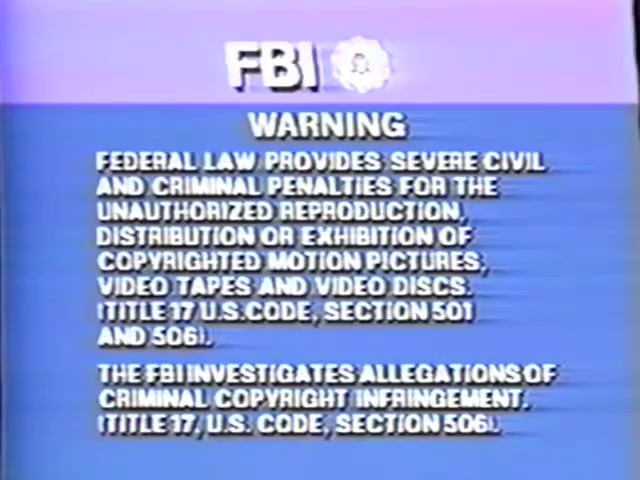 FBI
WARNING
FEDERAL LAW PROVIDES SEVERE CIVIL
AND CRIMINAL PENALTIES FOR THE
UNAUTHORIZED REPRODUCTION,
DISTRIBUTION OR EXHIBITION OF
COPYRIGHTED MOTION PICTURES,
VIDEO TAPES AND VIDEO DISCS.
(TITLE 17 U.S.CODE, SECTION 501
AND 506).
THE FBI INVESTIGATES ALLEGATIONS OF
CRIMINAL COPYRIGHT INFRINGEMENT.
(TITLE 17, U.S. CODE, SECTION 506).